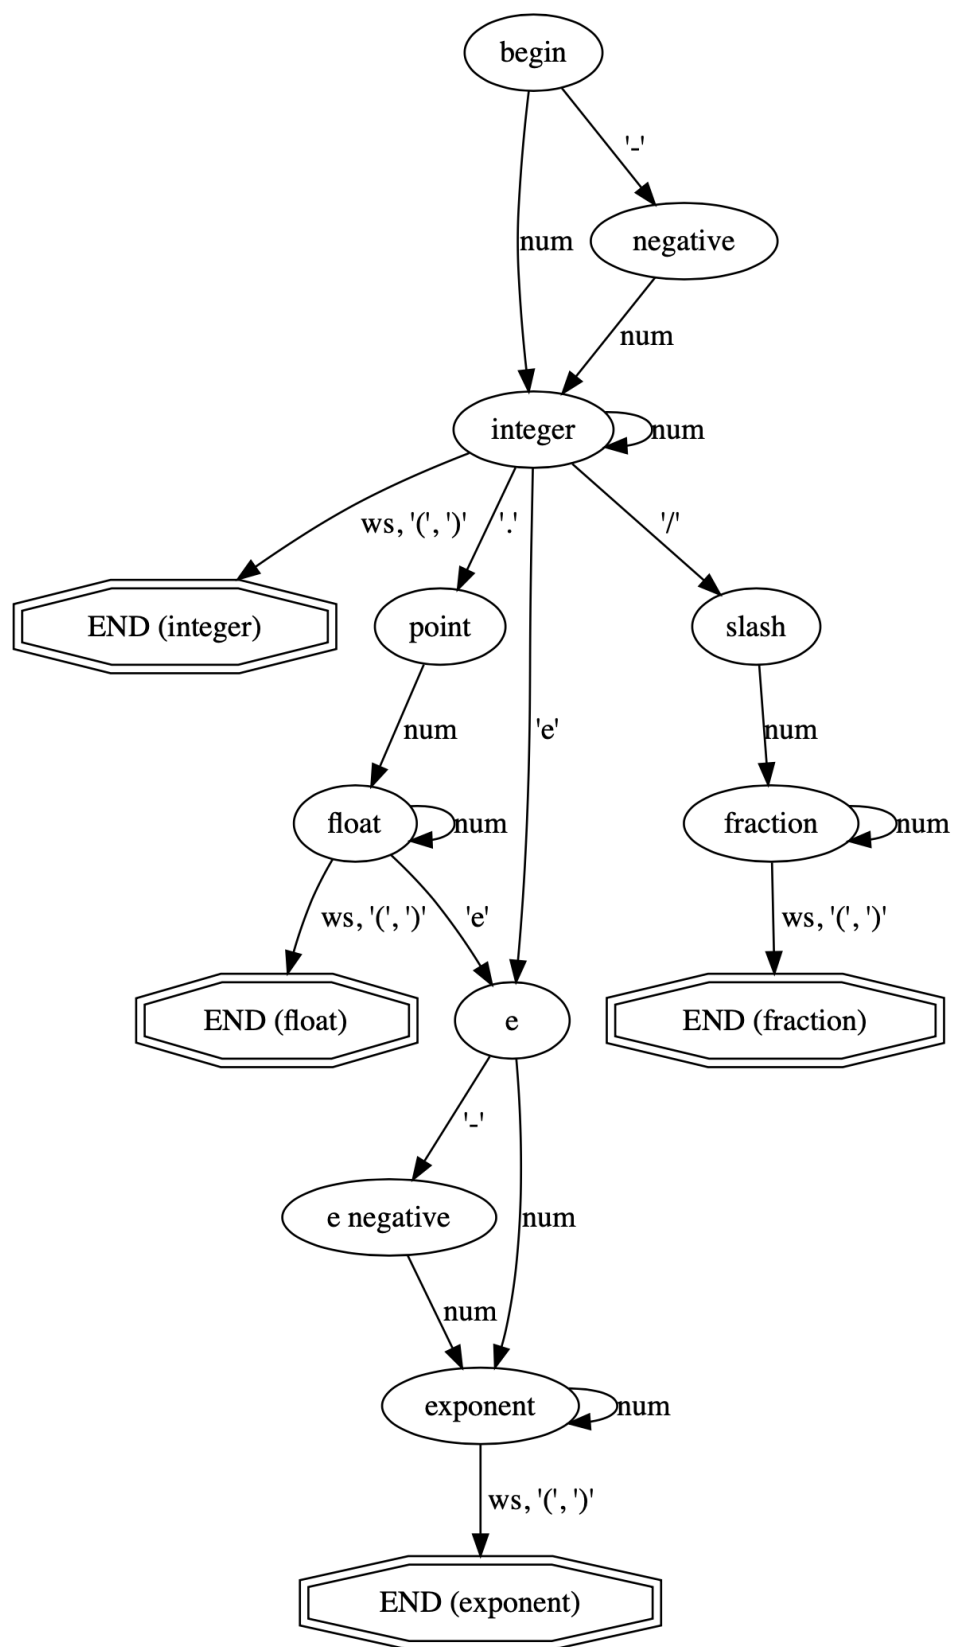 begin
'-'
num
negative
num
integer
num
ws, '(', ')'
'.'
'/'
END (integer)
point
slash
num
'e'
num
float
num
fraction
num
ws, '(', ')'
'e'
ws, '(', ')'
END (float)
e
END (fraction)
'-'
e negative
num
num
exponent
num
ws, '(', ')'
END (exponent)